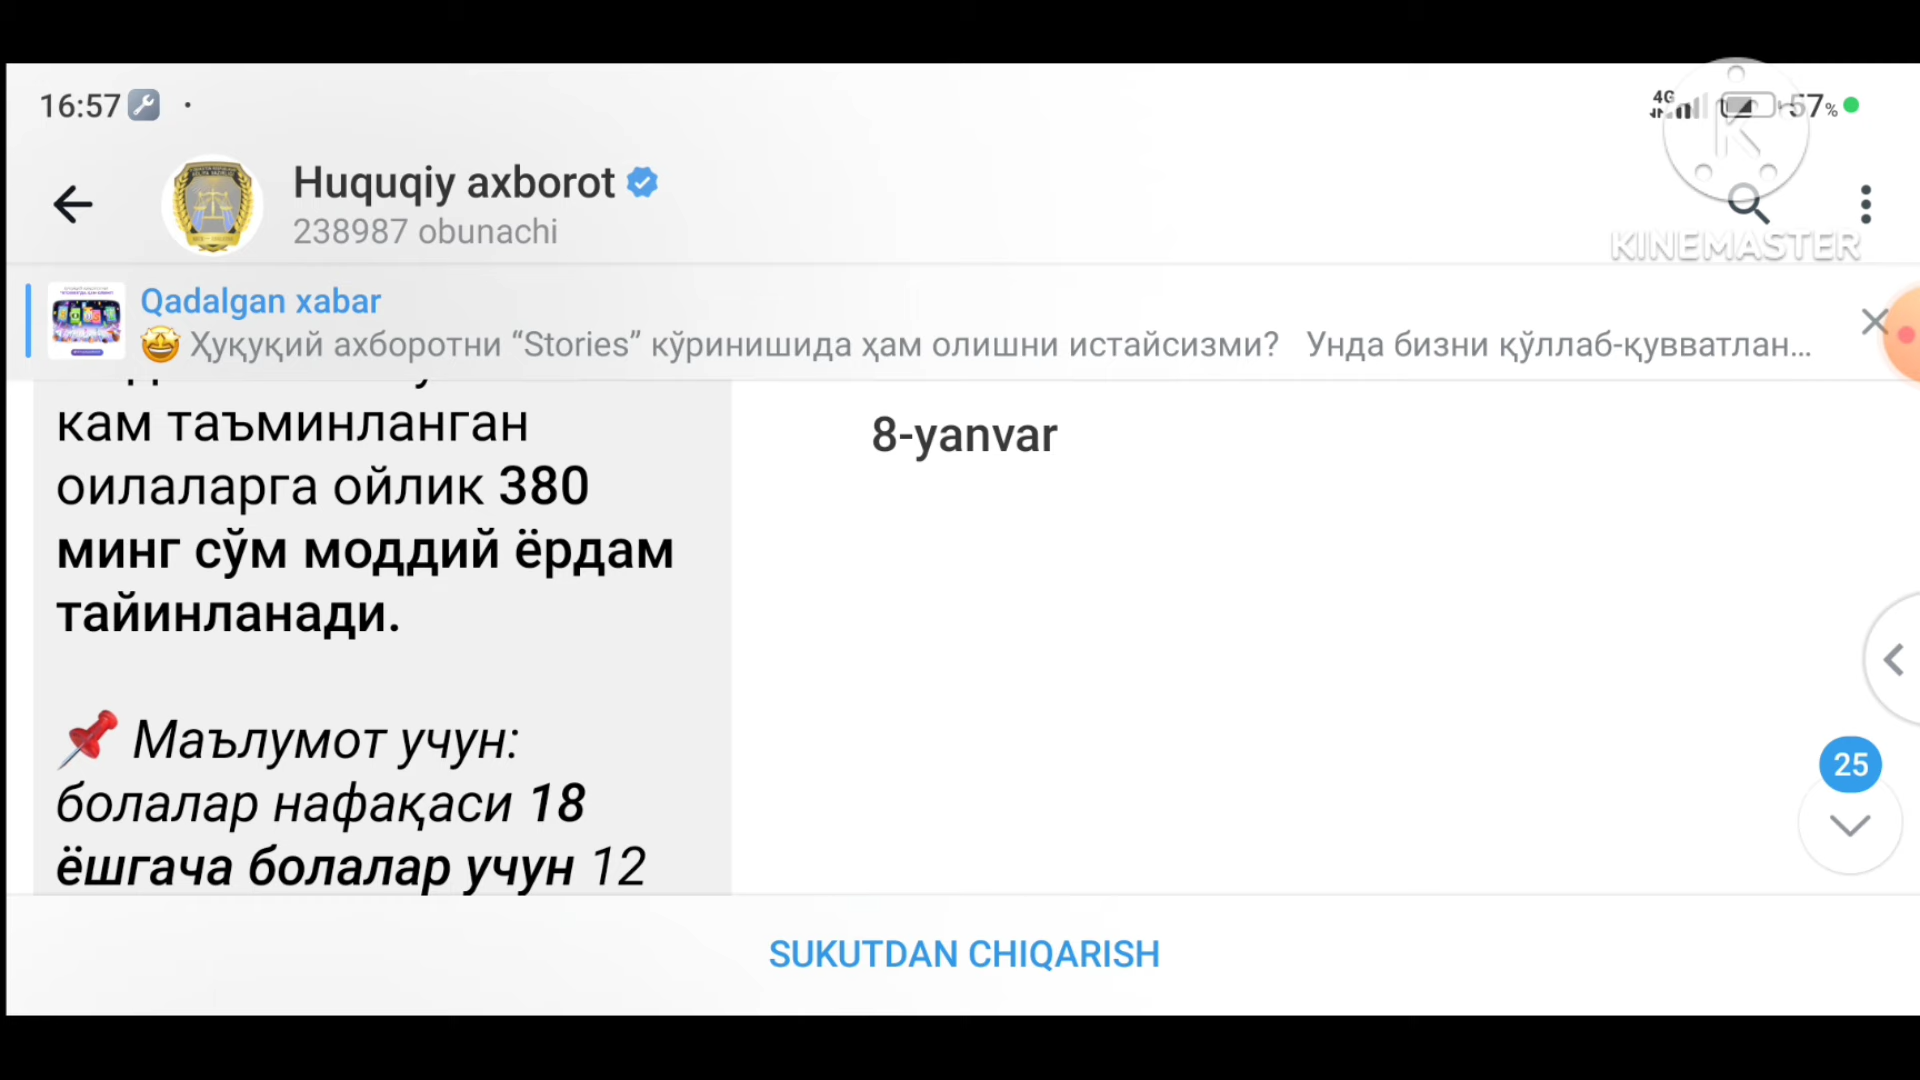 16:57
4G
57%
Huquqiy axborot
238987 obunachi
KINEMASTER
Qadalgan xabar
Ҳуқуқий ахборотни “Stories” кўринишида ҳам олишни истайсизми? Унда бизни қўллаб-қувватлан...
кам таъминланган
оилаларга ойлик 380
минг сўм моддий ёрдам
тайинланади.
Маълумот учун:
болалар нафақаси 18
ёшгача болалар учун 12
8-yanvar
25
SUKUTDAN CHIQARISH